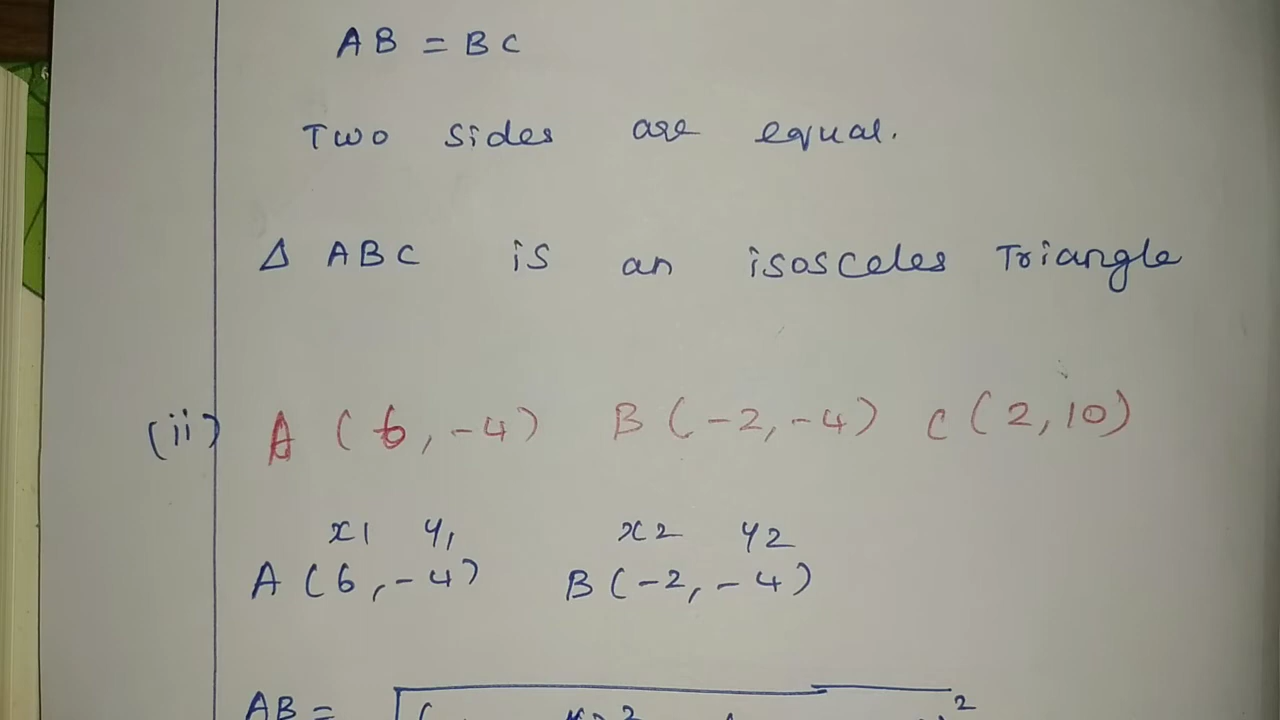 AB = BC
Two sides are equal.
Δ ABC is an isosceles Triangle
(ii) A (6, -4) B (-2, -4) C (2, 10)
x1 y1 x2 y2
A (6, -4) B (-2, -4)
AB =